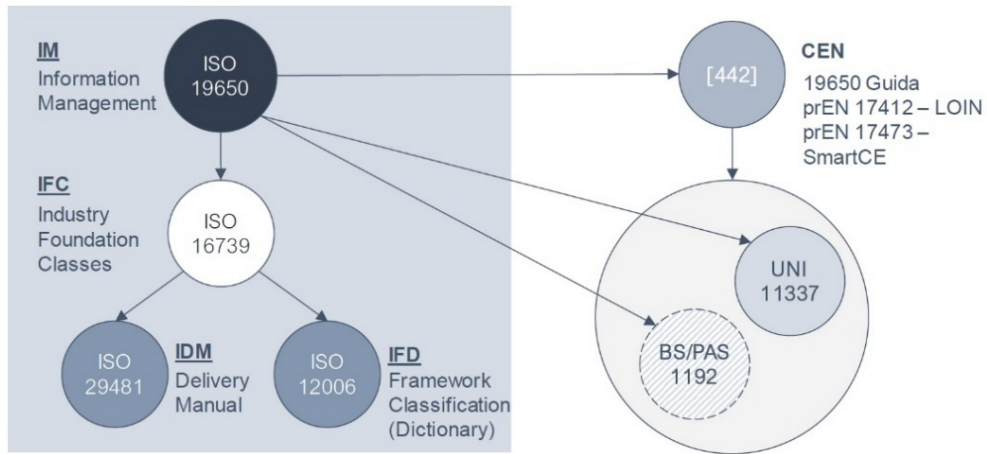 IM
Information
Management
ISO
19650
[442]
CEN
19650 Guida
prEN 17412 – LOIN
prEN 17473 –
SmartCE
IFC
Industry
Foundation
Classes
ISO
16739
UNI
11337
BS/PAS
1192
ISO
29481
IDM
Delivery
Manual
ISO
12006
IFD
Framework
Classification
(Dictionary)